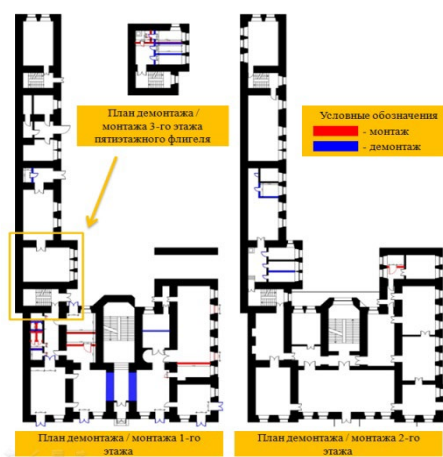 План демонтажа /
монтажа 3-го этажа
пятиэтажного флигеля
Условные обозначения
- монтаж
- демонтаж
План демонтажа / монтажа 1-го
этажа
План демонтажа / монтажа 2-го
этажа